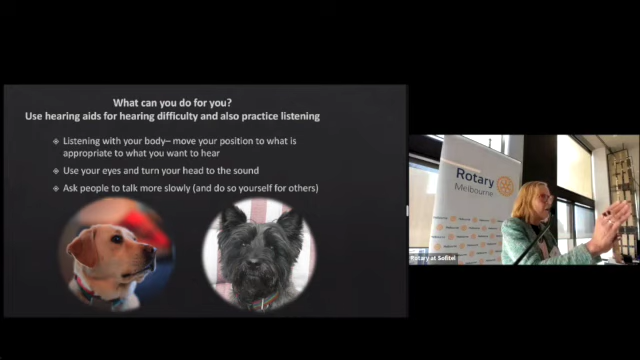 What can you do for you?
Use hearing aids for hearing difficulty and also practice listening
Listening with your body– move your position to what is
appropriate to what you want to hear
Use your eyes and turn your head to the sound
Ask people to talk more slowly (and do so yourself for others)
Rotary
Melbourne
Rotary at Sofitel